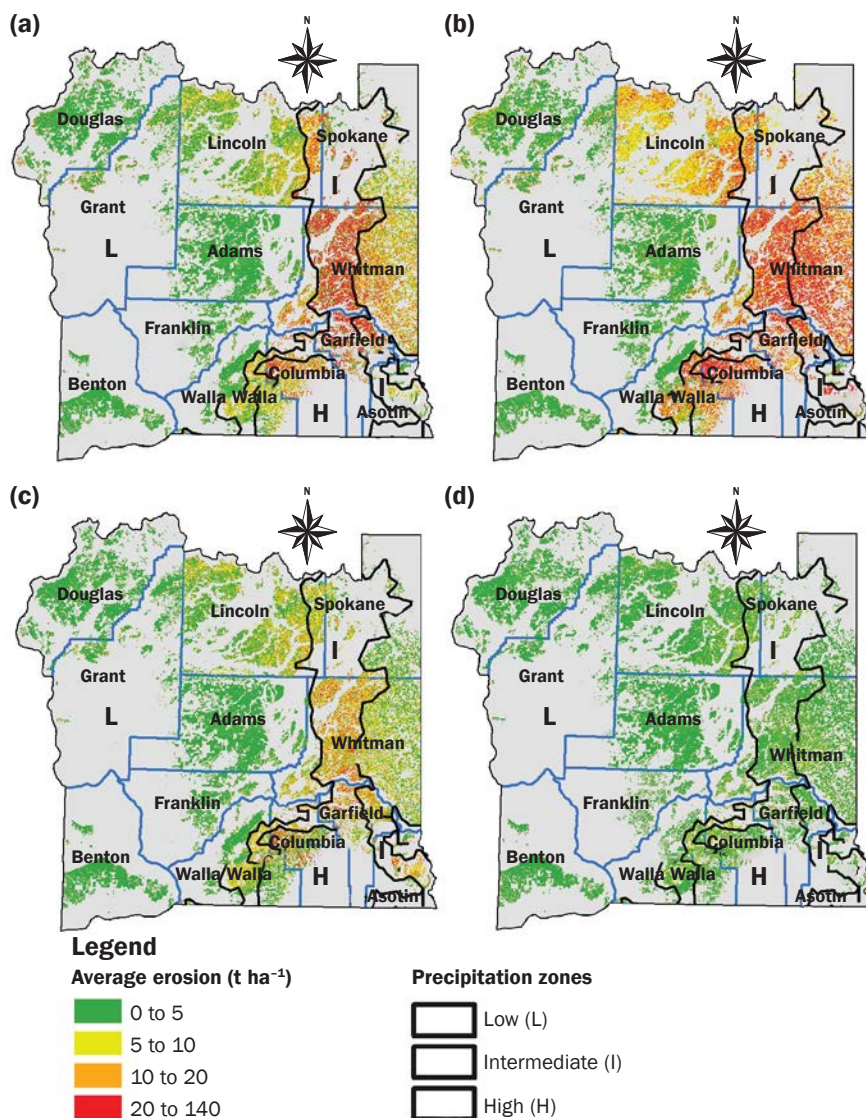 (a)
N
Douglas
Lincoln
Spokane
I
Grant
L
Adams
Whitman
Franklin
Garfield
Benton
Columbia
L
Walla Walla
I
H
Asotin
(b)
N
Douglas
Lincoln
Spokane
I
Grant
L
Adams
Whitman
Franklin
Garfield
Benton
Columbia
L
Walla Walla
I
H
Asotin
(c)
N
Douglas
Lincoln
Spokane
I
Grant
L
Adams
Whitman
Franklin
Garfield
Benton
Columbia
L
Walla Walla
I
H
Asotin
(d)
N
Douglas
Lincoln
Spokane
I
Grant
L
Adams
Whitman
Franklin
Garfield
Benton
Columbia
L
Walla Walla
I
H
Asotin
Legend
Average erosion (t ha⁻¹)
0 to 5
5 to 10
10 to 20
20 to 140
Precipitation zones
Low (L)
Intermediate (I)
High (H)